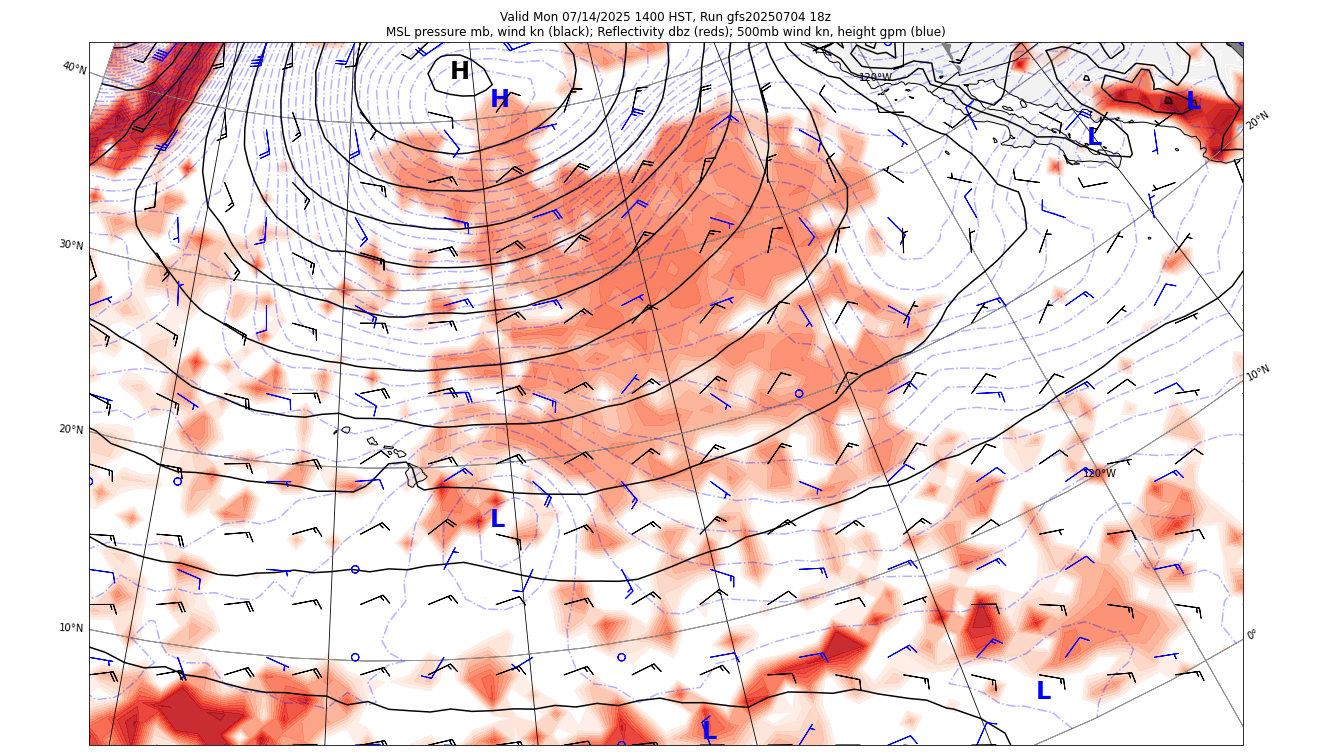 Valid Mon 07/14/2025 1400 HST, Run gfs20250704 18z
MSL pressure mb, wind kn (black); Reflectivity dbz (reds); 500mb wind kn, height gpm (blue)
40°N
H
H
120°W
L
L
20°N
30°N
10°N
20°N
120°W
L
10°N
0°
L
L